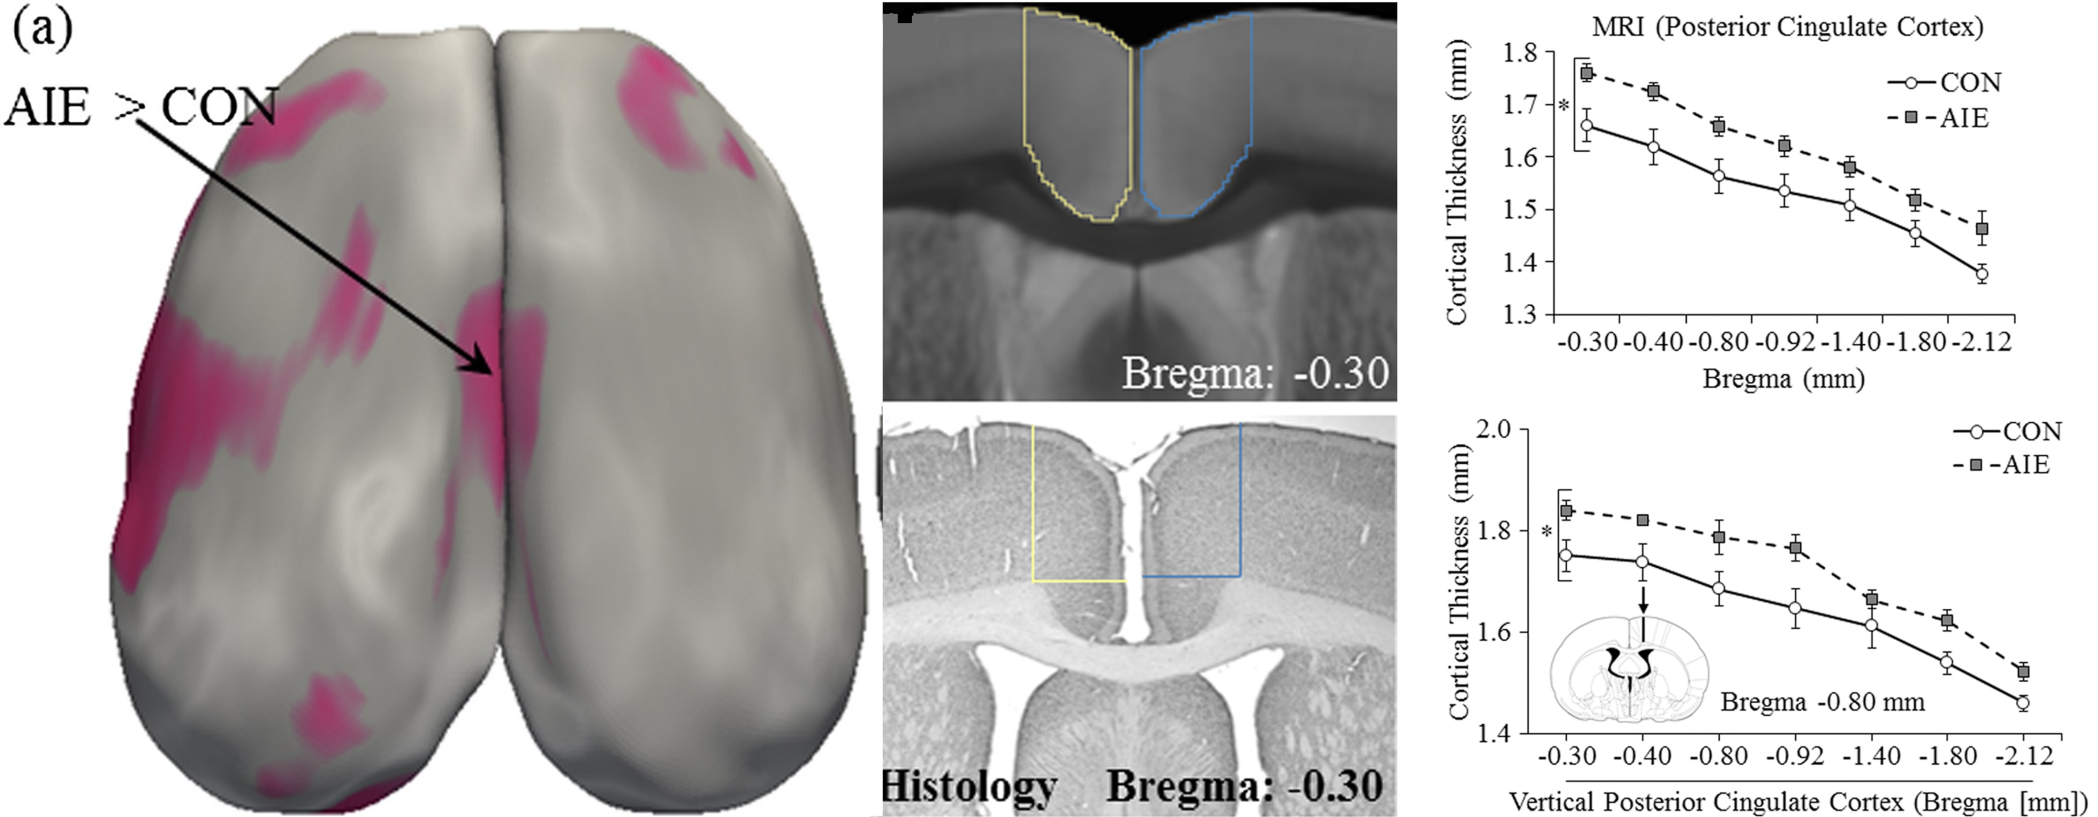 (a)
AIE > CON
Bregma: -0.30
Histology Bregma: -0.30
MRI (Posterior Cingulate Cortex)
Cortical Thickness (mm)
1.8
1.7
1.6
1.5
1.4
1.3
*
CON
AIE
-0.30 -0.40 -0.80 -0.92 -1.40 -1.80 -2.12
Bregma (mm)
Cortical Thickness (mm)
2.0
1.8
1.6
1.4
*
CON
AIE
Bregma -0.80 mm
-0.30 -0.40 -0.80 -0.92 -1.40 -1.80 -2.12
Vertical Posterior Cingulate Cortex (Bregma [mm])